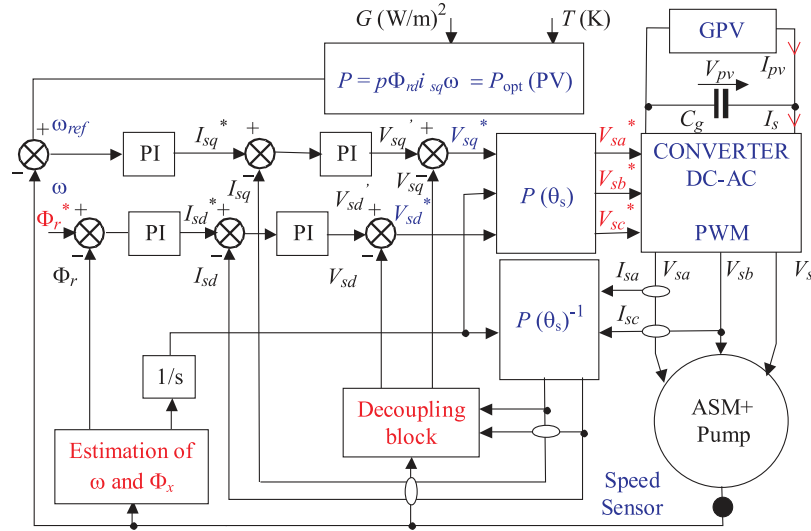 G (W/m)²
T (K)
GPV
P = pΦrd i sq ω = Popt (PV)
Vpv
Ipv
Cg
Is
+
ωref
PI
Isq*
+
PI
Vsq'
+
Vsq*
Vsa*
CONVERTER
DC-AC
−
−
Isq
−
Vsq
P (θs)
Vsb*
ω
Φr*
+
Isd*
+
Vsd'
+
Vsd*
Vsc*
PI
PI
PWM
−
Φr
−
Isd
−
Vsd
Vsa
Vsb
Vs
Isa
P (θs)-1
Isc
1/s
Decoupling
block
ASM+
Pump
Estimation of
ω and Φx
Speed
Sensor